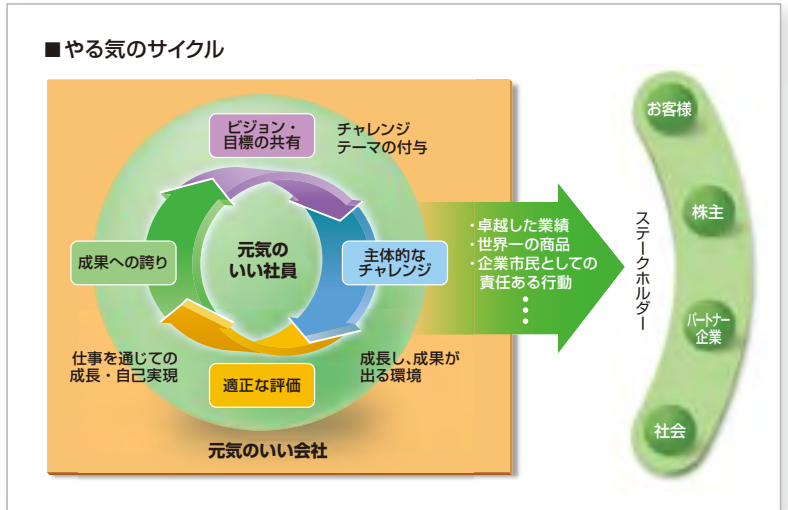 ■やる気のサイクル
ビジョン・
目標の共有
チャレンジ
テーマの付与
成果への誇り
元気の
いい社員
主体的な
チャレンジ
仕事を通じての
成長・自己実現
適正な評価
成長し、成果が
出る環境
元気のいい会社
・卓越した業績
・世界一の商品
・企業市民としての
責任ある行動
ステークホルダー
お客様
株主
パートナー
企業
社会